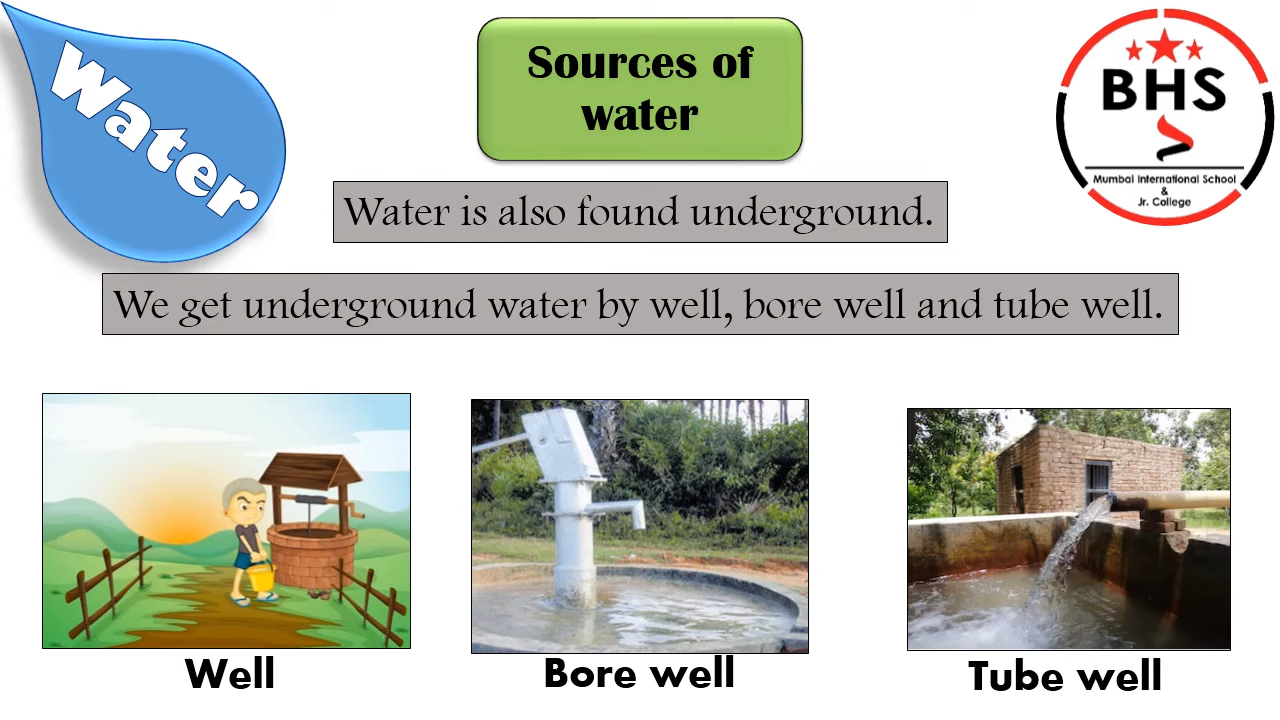 Water
Sources of
water
BHS
Mumbai International School
&
Jr. College
Water is also found underground.
We get underground water by well, bore well and tube well.
Well
Bore well
Tube well